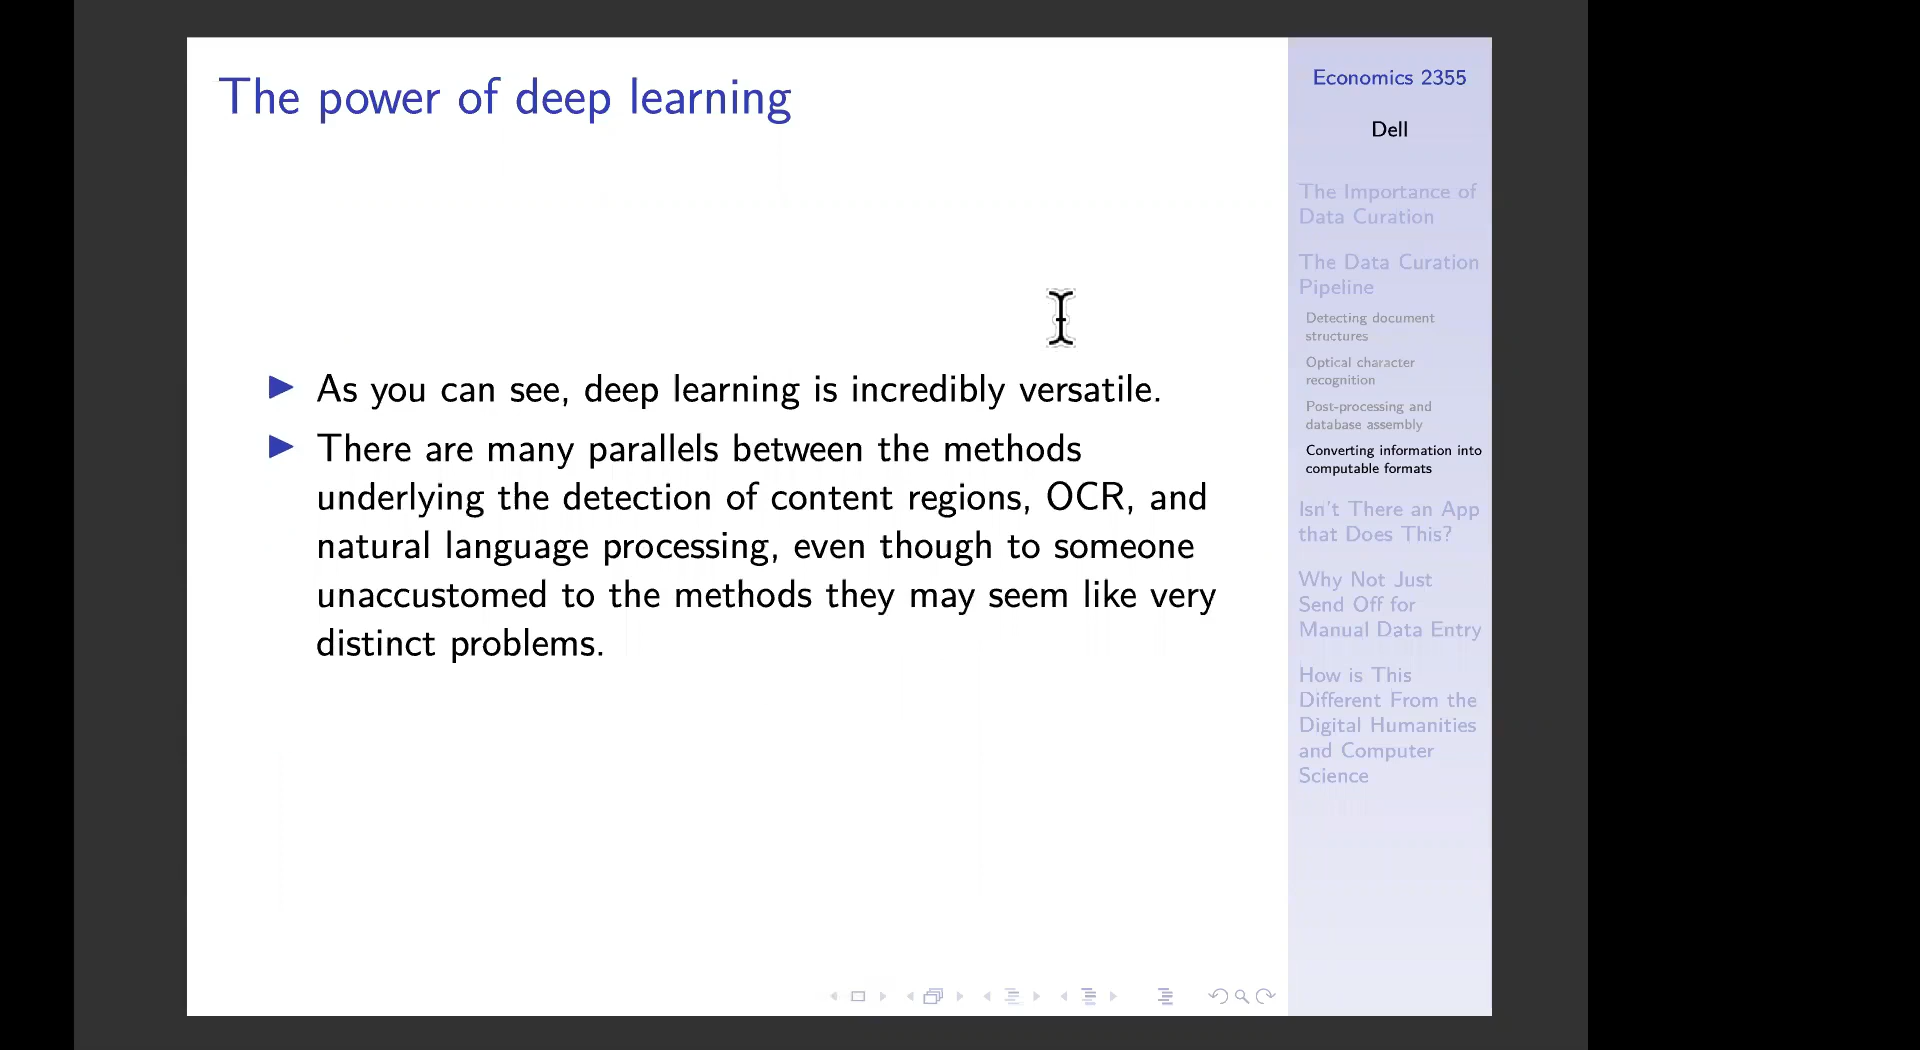 The power of deep learning
As you can see, deep learning is incredibly versatile.
There are many parallels between the methods
underlying the detection of content regions, OCR, and
natural language processing, even though to someone
unaccustomed to the methods they may seem like very
distinct problems.
Economics 2355
Dell
The Importance of
Data Curation
The Data Curation
Pipeline
Detecting document
structures
Optical character
recognition
Post-processing and
database assembly
Converting information into
computable formats
Isn't There an App
that Does This?
Why Not Just
Send Off for
Manual Data Entry
How is This
Different From the
Digital Humanities
and Computer
Science